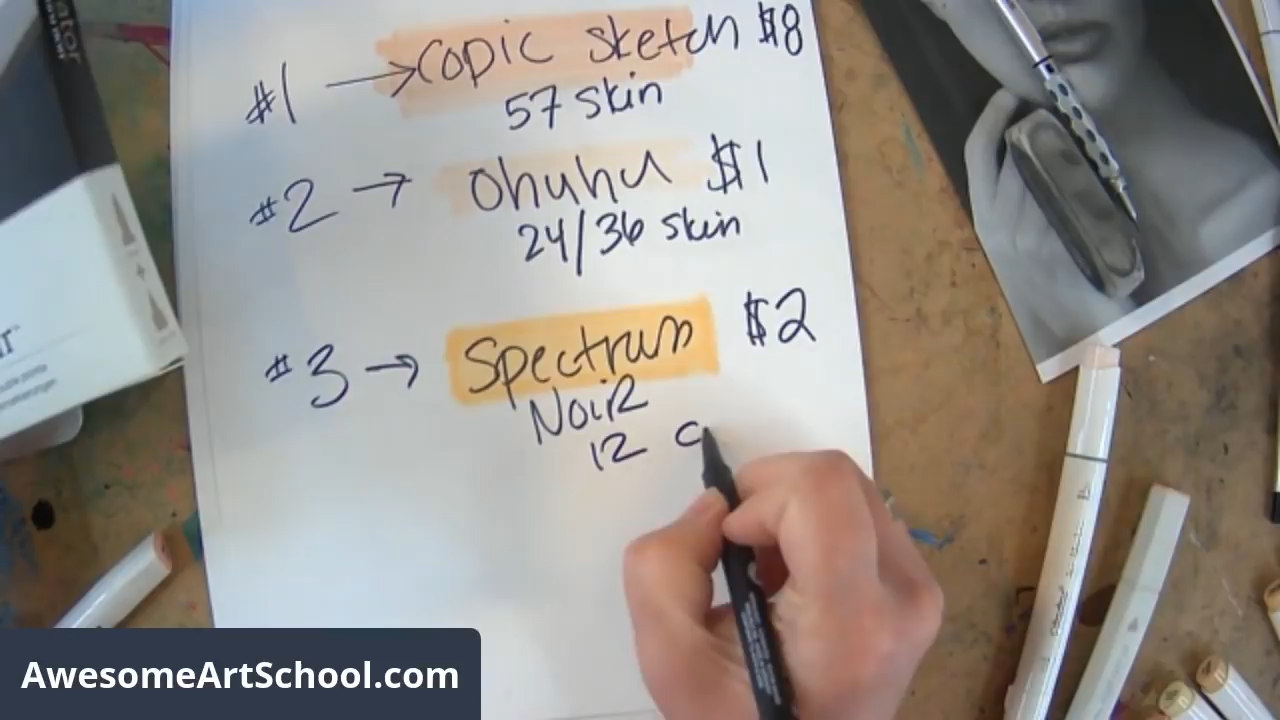 #1 → Copic Sketch $8
57 skin
#2 → Ohuhu $1
24/36 skin
#3 → Spectrum $2
Noir
12 c
AwesomeArtSchool.com